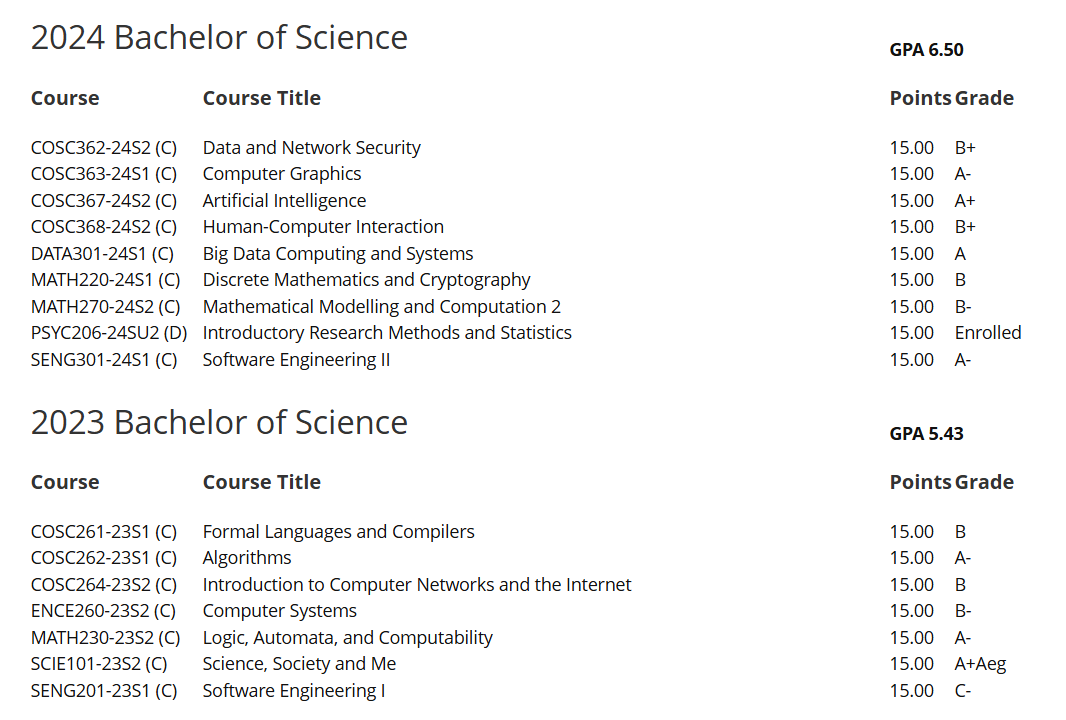 2024 Bachelor of Science
GPA 6.50
Course Course Title Points Grade
COSC362-24S2 (C) Data and Network Security 15.00 B+
COSC363-24S1 (C) Computer Graphics 15.00 A-
COSC367-24S2 (C) Artificial Intelligence 15.00 A+
COSC368-24S2 (C) Human-Computer Interaction 15.00 B+
DATA301-24S1 (C) Big Data Computing and Systems 15.00 A
MATH220-24S1 (C) Discrete Mathematics and Cryptography 15.00 B
MATH270-24S2 (C) Mathematical Modelling and Computation 2 15.00 B-
PSYC206-24SU2 (D) Introductory Research Methods and Statistics 15.00 Enrolled
SENG301-24S1 (C) Software Engineering II 15.00 A-
2023 Bachelor of Science
GPA 5.43
Course Course Title Points Grade
COSC261-23S1 (C) Formal Languages and Compilers 15.00 B
COSC262-23S1 (C) Algorithms 15.00 A-
COSC264-23S2 (C) Introduction to Computer Networks and the Internet 15.00 B
ENCE260-23S2 (C) Computer Systems 15.00 B-
MATH230-23S2 (C) Logic, Automata, and Computability 15.00 A-
SCIE101-23S2 (C) Science, Society and Me 15.00 A+Aeg
SENG201-23S1 (C) Software Engineering I 15.00 C-